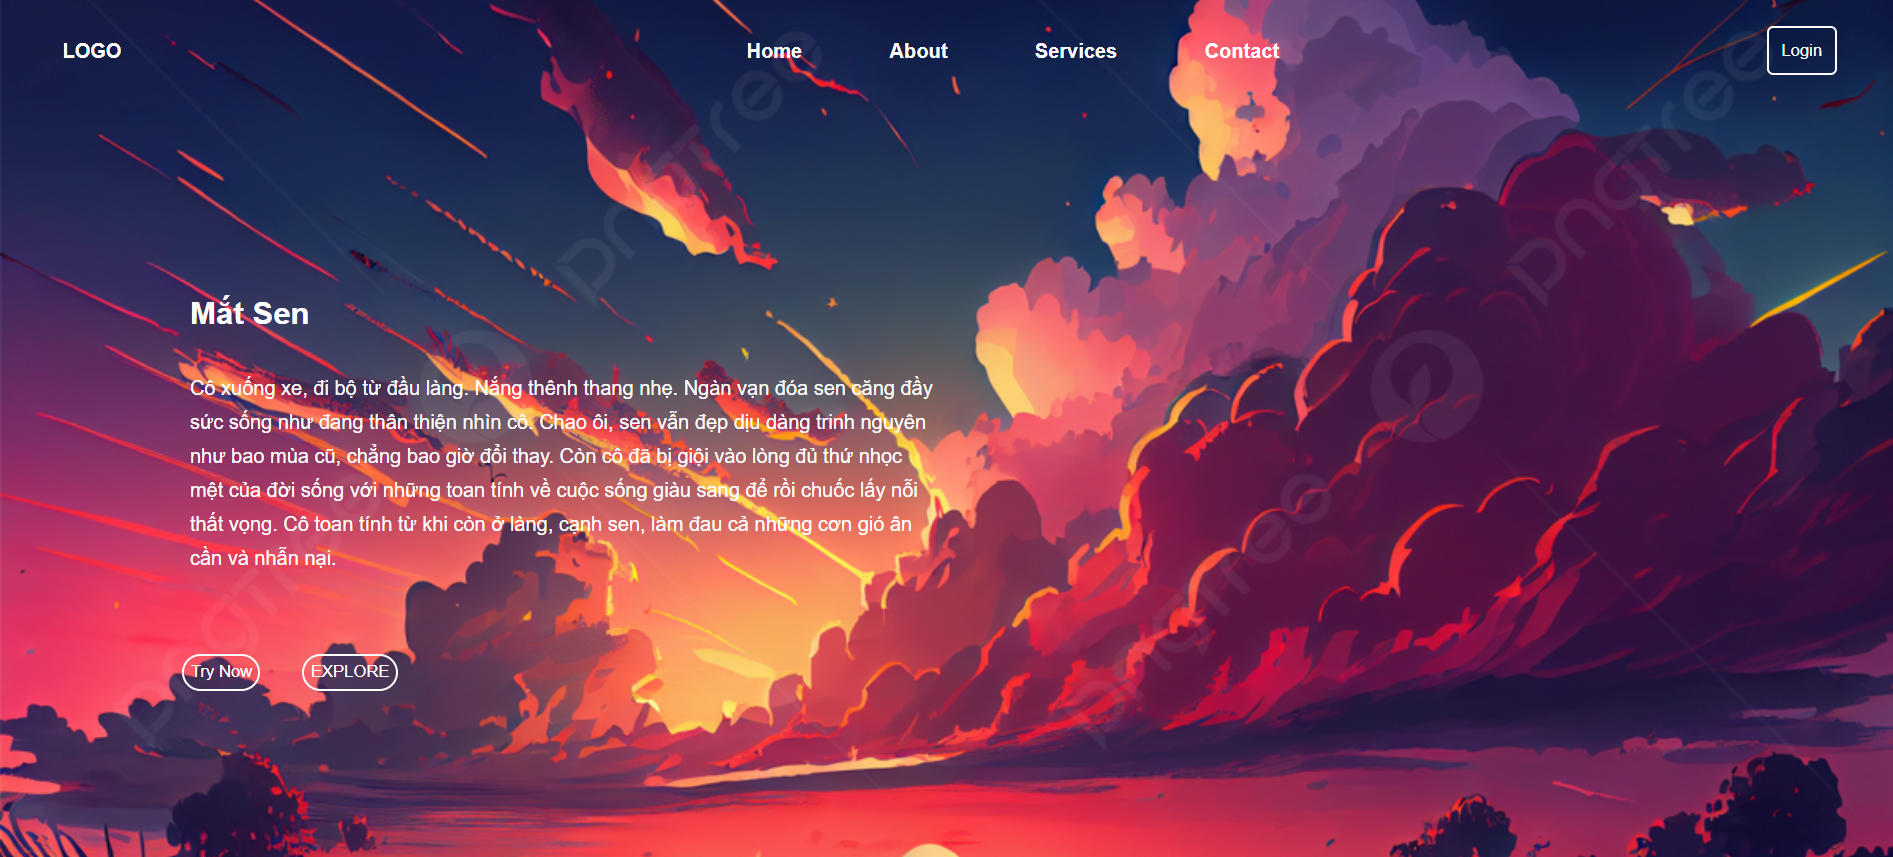 LOGO
Home
About
Services
Contact
Login
Mắt Sen
Cô xuống xe, đi bộ từ đầu làng. Nắng thênh thang nhẹ. Ngàn vạn đóa sen căng đầy
sức sống như đang thân thiện nhìn cô. Chao ôi, sen vẫn đẹp dịu dàng trinh nguyên
như bao mùa cũ, chẳng bao giờ đổi thay. Còn cô đã bị giội vào lòng đủ thứ nhọc
mệt của đời sống với những toan tính về cuộc sống giàu sang để rồi chuốc lấy nỗi
thất vọng. Cô toan tính từ khi còn ở làng, cạnh sen, làm đau cả những cơn gió ân
cần và nhẫn nại.
Try Now
EXPLORE
pngtree
pngtree
pngtree
pngtree